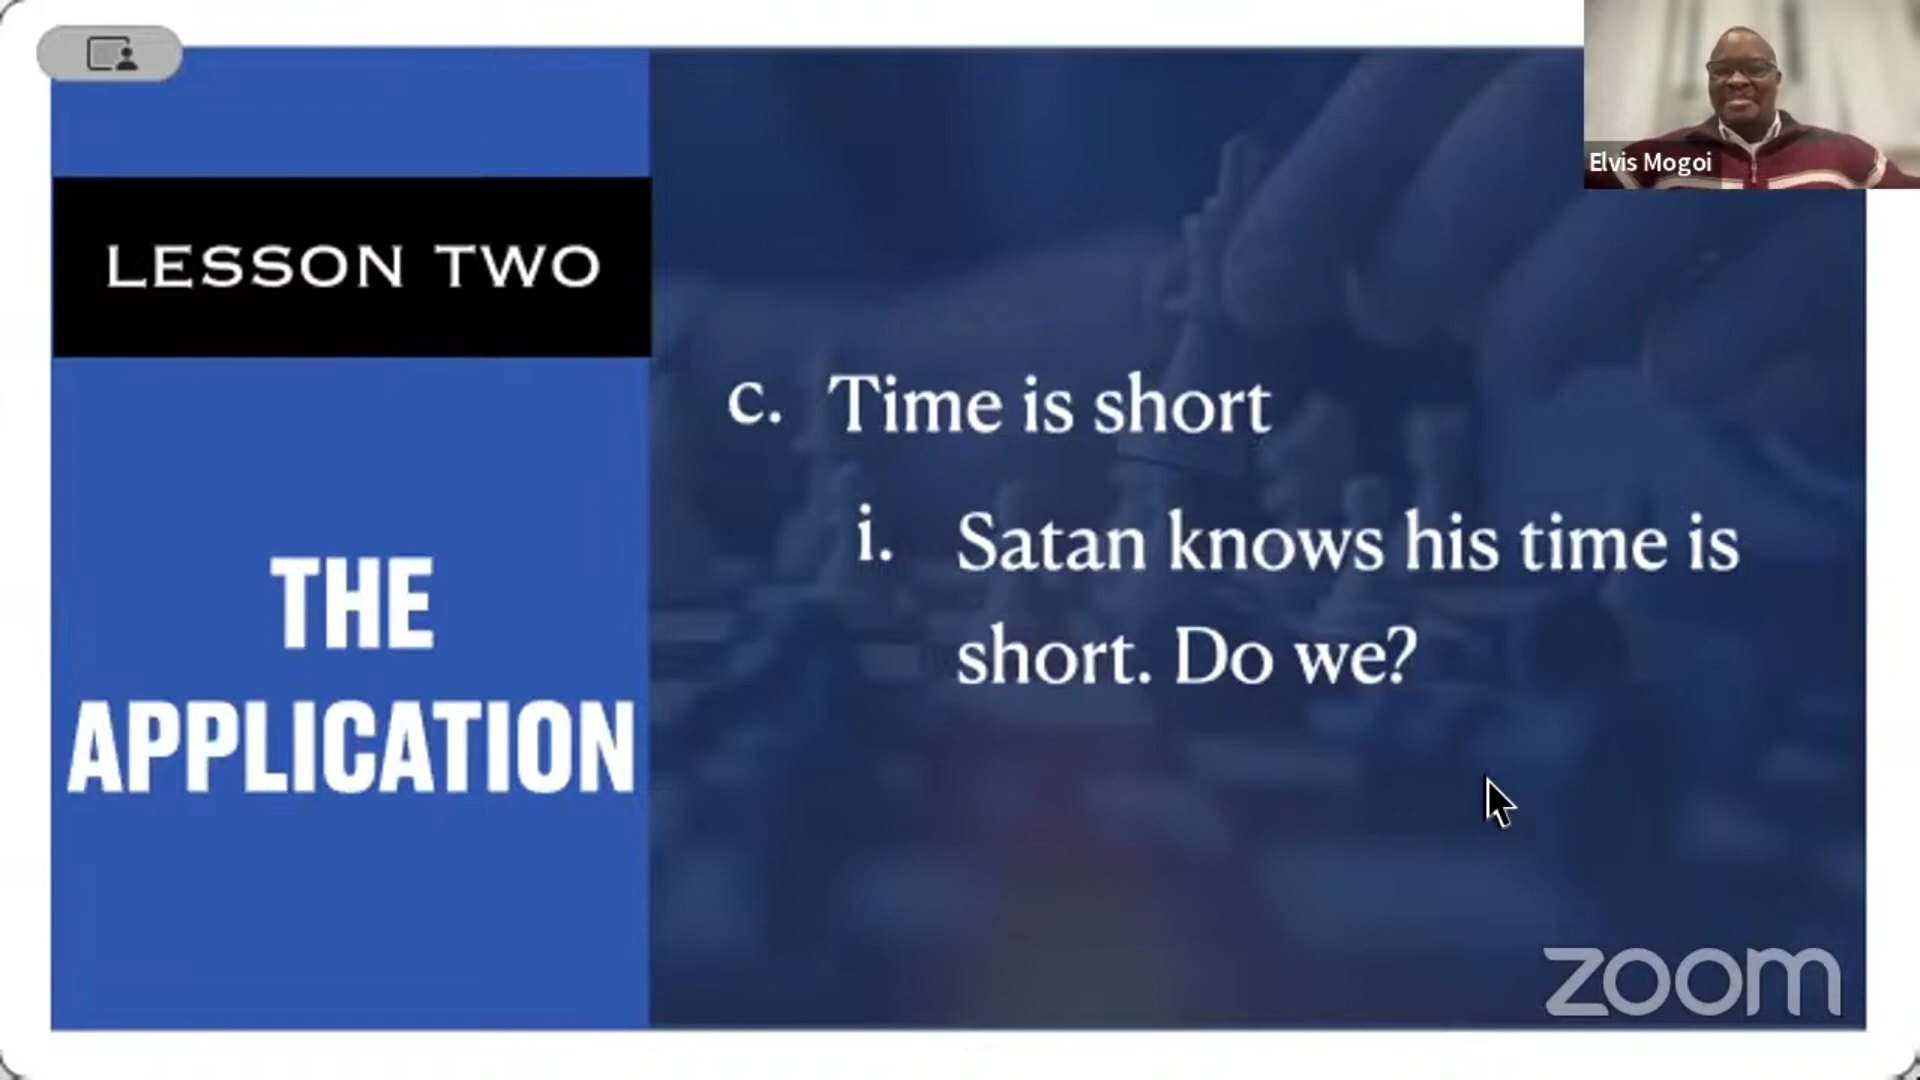 Elvis Mogoi
LESSON TWO
THE
APPLICATION
c. Time is short
i. Satan knows his time is
short. Do we?
zoom